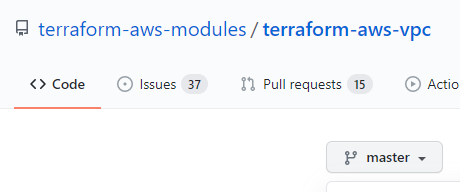 terraform-aws-modules / terraform-aws-vpc
Code Issues 37 Pull requests 15 Actio
master